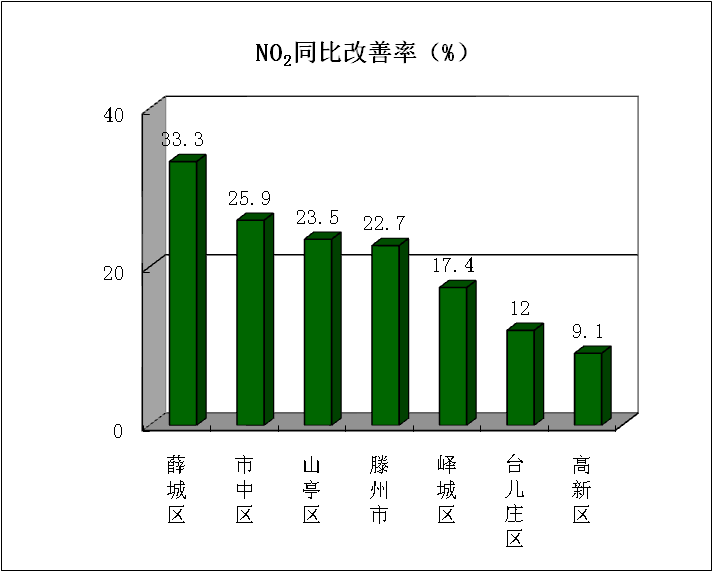 NO₂同比改善率（%）
40
20
0
33.3
25.9
23.5
22.7
17.4
12
9.1
薛城区
市中区
山亭区
滕州市
峄城区
台儿庄区
高新区